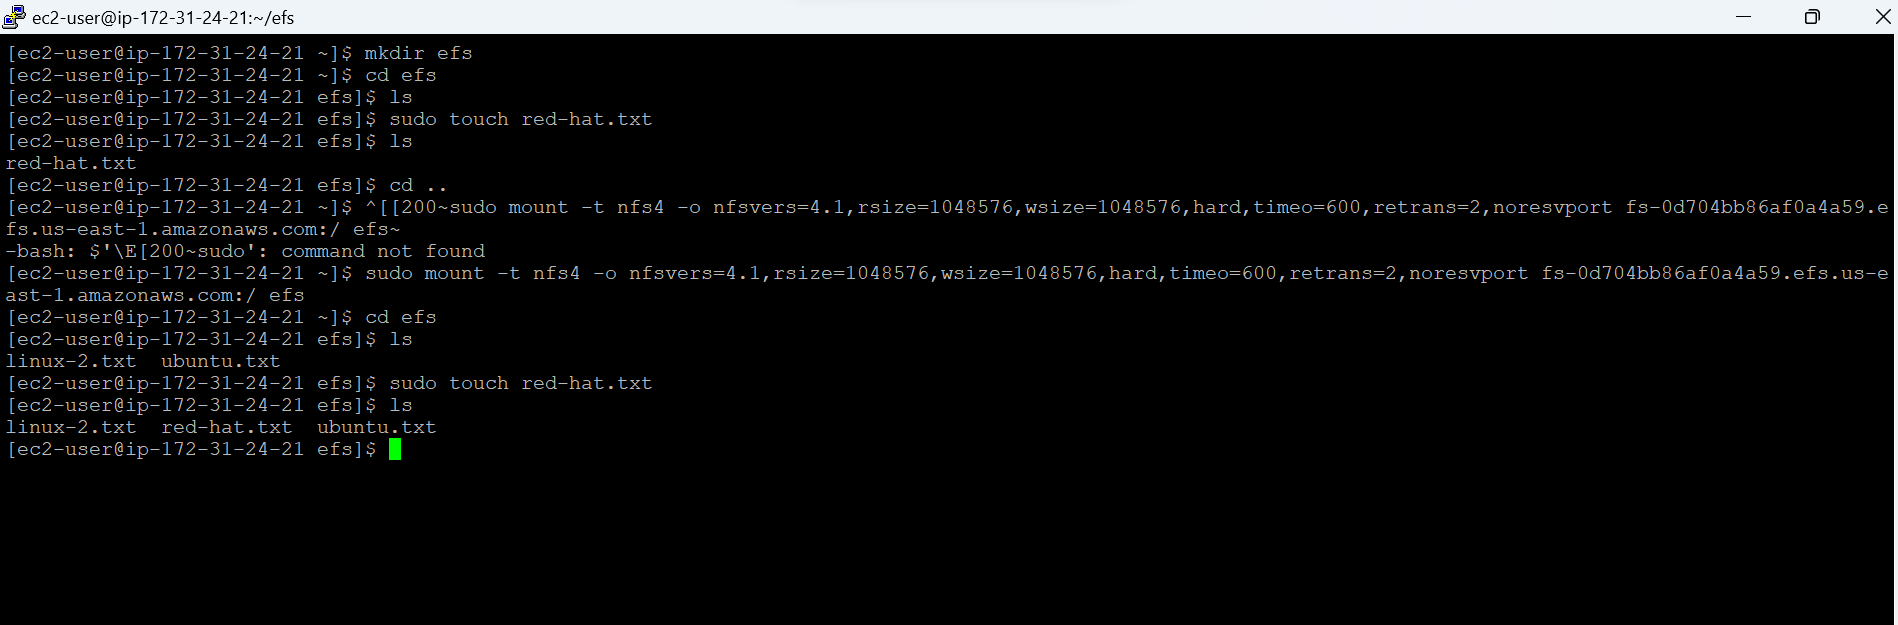 ec2-user@ip-172-31-24-21:~/efs
[ec2-user@ip-172-31-24-21 ~]$ mkdir efs
[ec2-user@ip-172-31-24-21 ~]$ cd efs
[ec2-user@ip-172-31-24-21 efs]$ ls
[ec2-user@ip-172-31-24-21 efs]$ sudo touch red-hat.txt
[ec2-user@ip-172-31-24-21 efs]$ ls
red-hat.txt
[ec2-user@ip-172-31-24-21 efs]$ cd ..
[ec2-user@ip-172-31-24-21 ~]$ ^[[200~sudo mount -t nfs4 -o nfsvers=4.1,rsize=1048576,wsize=1048576,hard,timeo=600,retrans=2,noresvport fs-0d704bb86af0a4a59.e
fs.us-east-1.amazonaws.com:/ efs~
-bash: $'\E[200~sudo': command not found
[ec2-user@ip-172-31-24-21 ~]$ sudo mount -t nfs4 -o nfsvers=4.1,rsize=1048576,wsize=1048576,hard,timeo=600,retrans=2,noresvport fs-0d704bb86af0a4a59.efs.us-e
ast-1.amazonaws.com:/ efs
[ec2-user@ip-172-31-24-21 ~]$ cd efs
[ec2-user@ip-172-31-24-21 efs]$ ls
linux-2.txt  ubuntu.txt
[ec2-user@ip-172-31-24-21 efs]$ sudo touch red-hat.txt
[ec2-user@ip-172-31-24-21 efs]$ ls
linux-2.txt  red-hat.txt  ubuntu.txt
[ec2-user@ip-172-31-24-21 efs]$